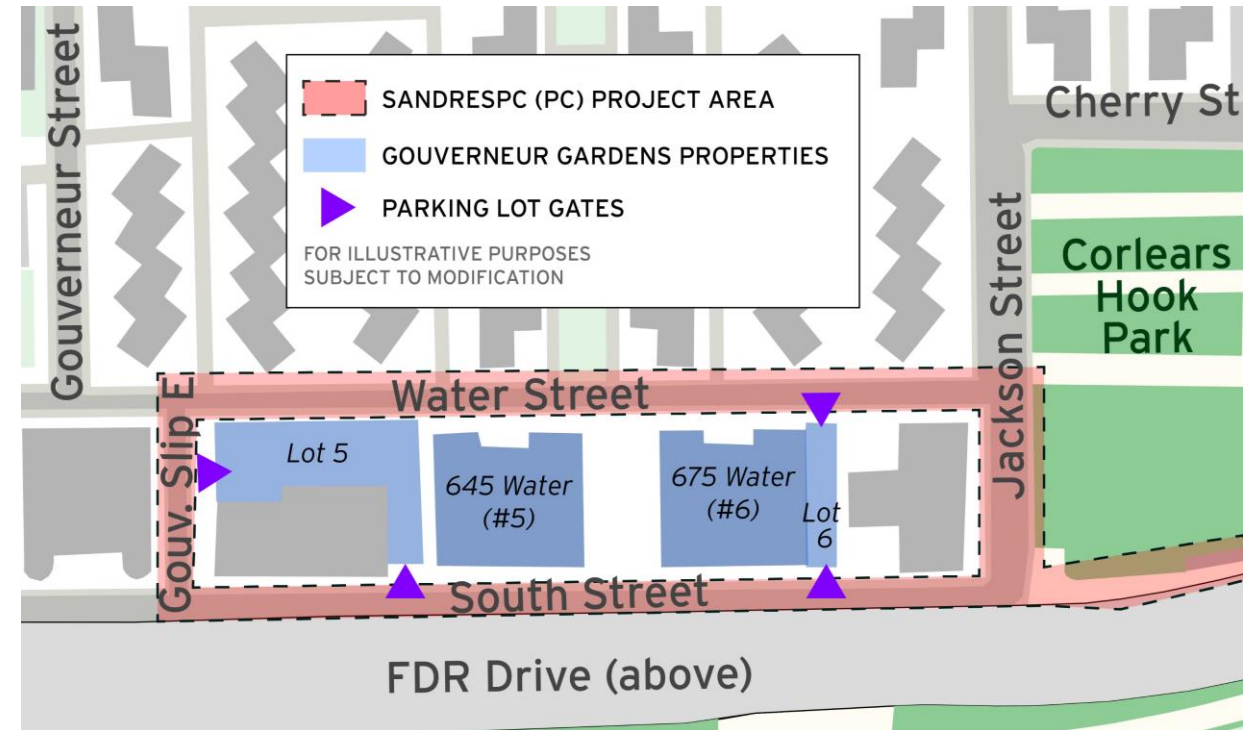 SANDRESPC (PC) PROJECT AREA
GOUVERNEUR GARDENS PROPERTIES
PARKING LOT GATES
FOR ILLUSTRATIVE PURPOSES
SUBJECT TO MODIFICATION
Gouverneur Street
Cherry St
Corlears
Hook
Park
Jackson Street
Water Street
Gouv. Slip E
Lot 5
645 Water
(#5)
675 Water
(#6)
Lot
6
South Street
FDR Drive (above)